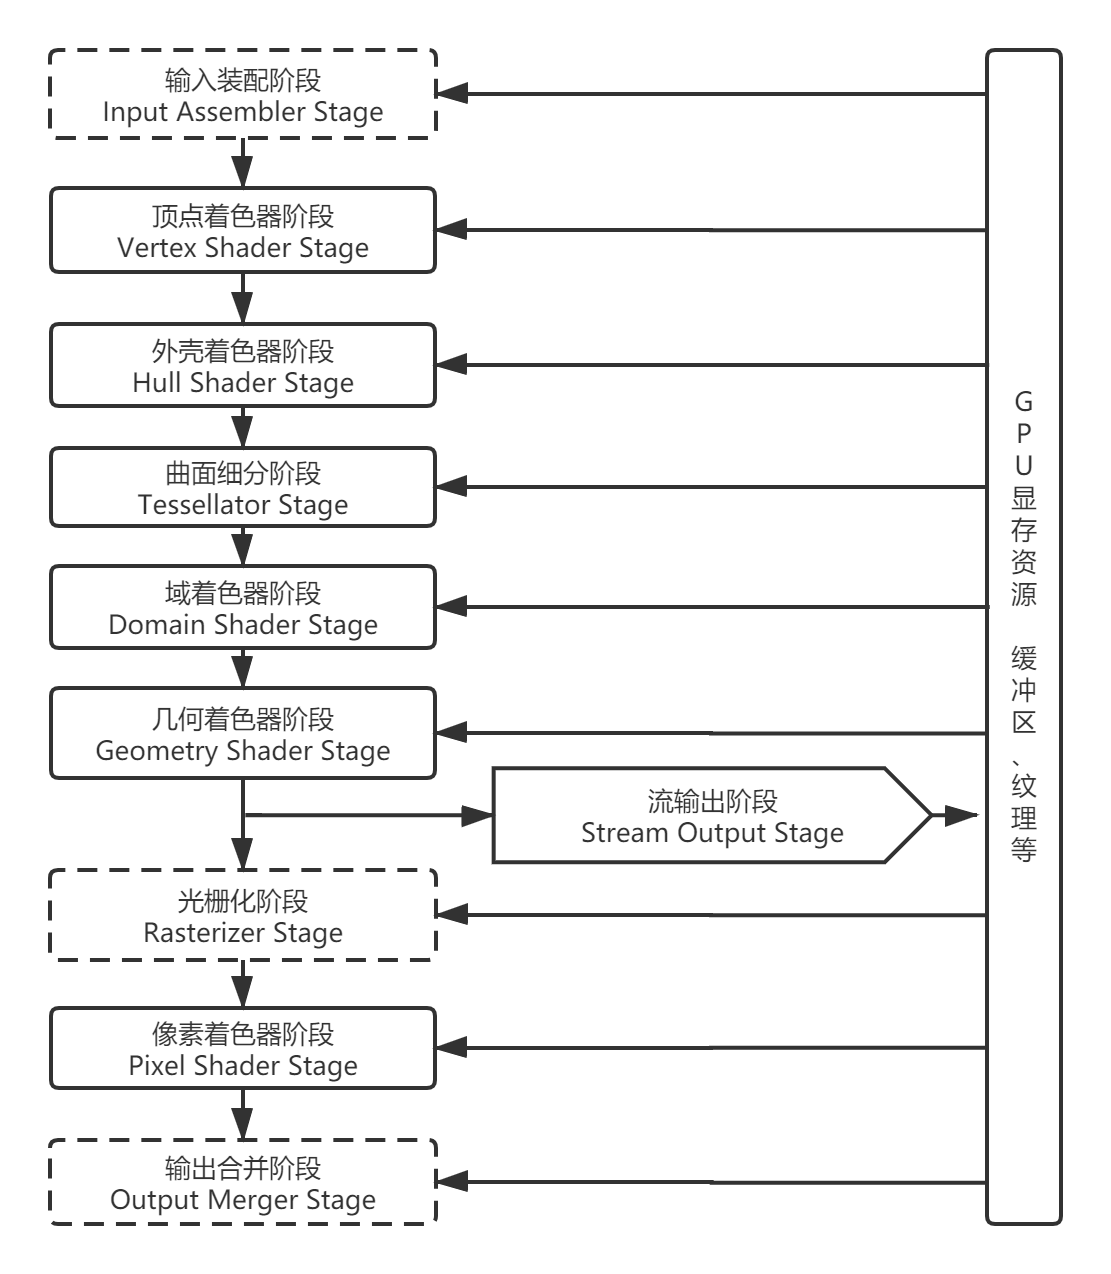 输入装配阶段
Input Assembler Stage
顶点着色器阶段
Vertex Shader Stage
外壳着色器阶段
Hull Shader Stage
曲面细分阶段
Tessellator Stage
域着色器阶段
Domain Shader Stage
几何着色器阶段
Geometry Shader Stage
流输出阶段
Stream Output Stage
光栅化阶段
Rasterizer Stage
像素着色器阶段
Pixel Shader Stage
输出合并阶段
Output Merger Stage
GPU显存资源 缓冲区、纹理等